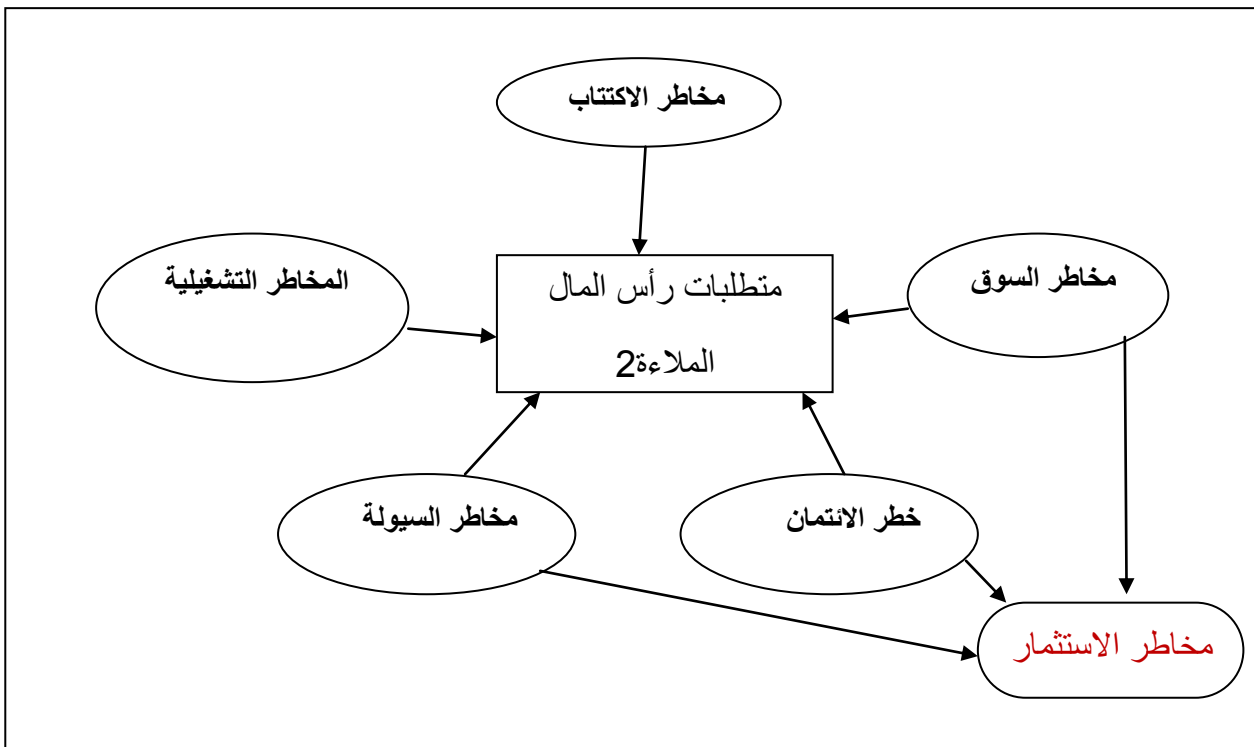 مخاطر الاكتتاب
المخاطر التشغيلية
متطلبات رأس المال
الملاءة2
مخاطر السوق
مخاطر السيولة
خطر الائتمان
مخاطر الاستثمار